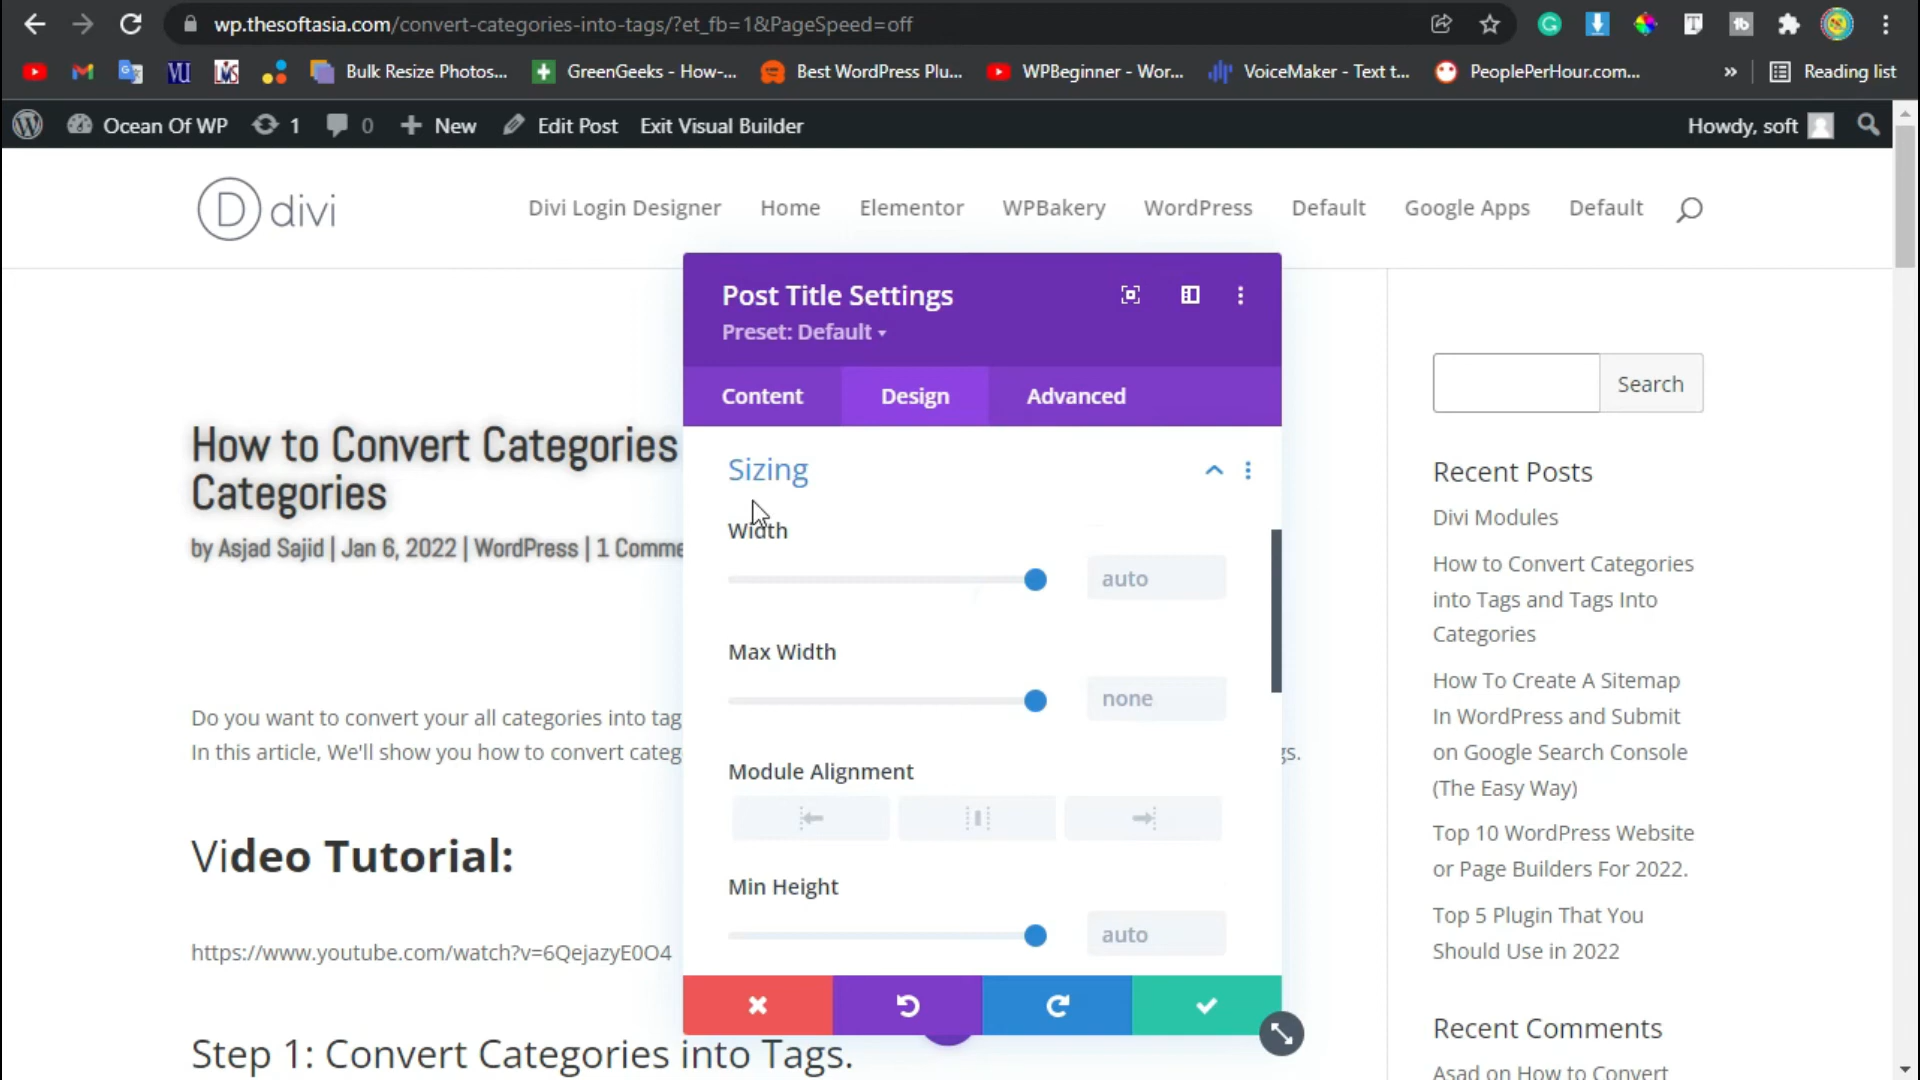 wp.thesoftasia.com/convert-categories-into-tags/?et_fb=1&PageSpeed=off
Bulk Resize Photos... GreenGeeks - How-... Best WordPress Plu... WPBeginner - Wor... VoiceMaker - Text t... PeoplePerHour.com... » Reading list
Ocean Of WP 1 0 New Edit Post Exit Visual Builder Howdy, soft
D divi Divi Login Designer Home Elementor WPBakery WordPress Default Google Apps Default
Post Title Settings
Preset: Default
Content Design Advanced
Sizing
Width
auto
Max Width
none
Module Alignment
Min Height
auto
How to Convert Categories
Categories
by Asjad Sajid | Jan 6, 2022 | WordPress | 1 Comme
Do you want to convert your all categories into tag
In this article, We'll show you how to convert categ gs.
Video Tutorial:
https://www.youtube.com/watch?v=6QejazyE0O4
Step 1: Convert Categories into Tags.
Search
Recent Posts
Divi Modules
How to Convert Categories
into Tags and Tags Into
Categories
How To Create A Sitemap
In WordPress and Submit
on Google Search Console
(The Easy Way)
Top 10 WordPress Website
or Page Builders For 2022.
Top 5 Plugin That You
Should Use in 2022
Recent Comments
Asad on How to Convert